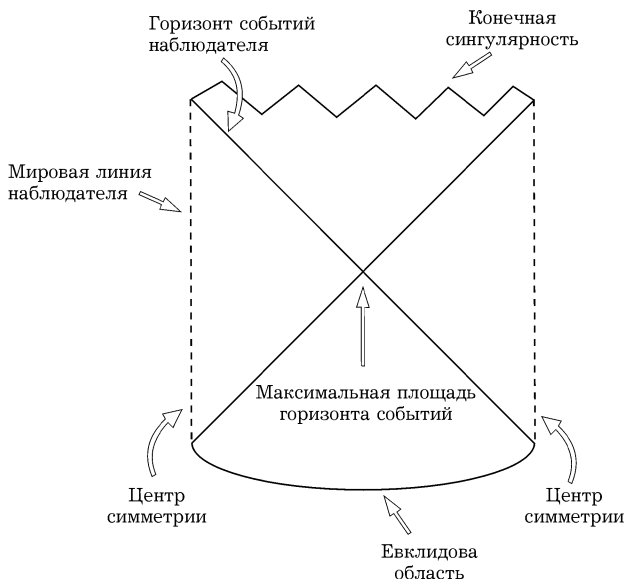 Горизонт событий
наблюдателя
Конечная
сингулярность
Мировая линия
наблюдателя
Максимальная площадь
горизонта событий
Центр
симметрии
Центр
симметрии
Евклидова
область